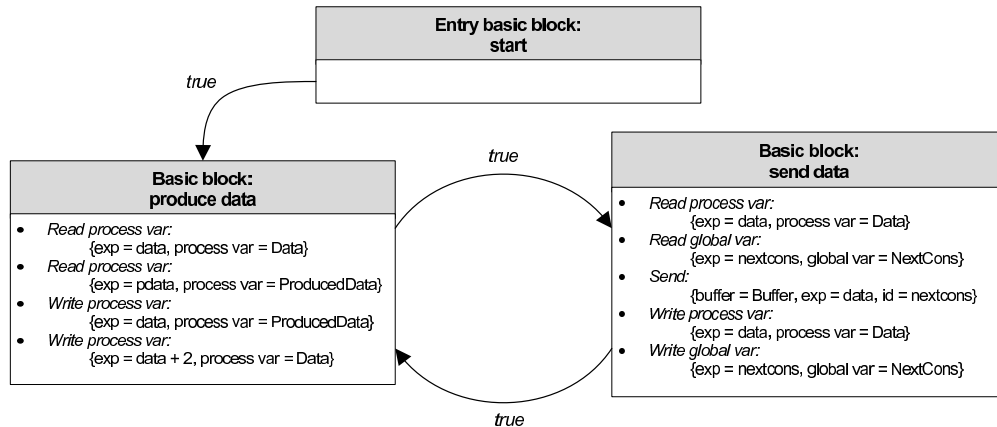 Entry basic block:
start
true
Basic block:
produce data
• Read process var:
{exp = data, process var = Data}
• Read process var:
{exp = pdata, process var = ProducedData}
• Write process var:
{exp = data, process var = ProducedData}
• Write process var:
{exp = data + 2, process var = Data}
true
Basic block:
send data
• Read process var:
{exp = data, process var = Data}
• Read global var:
{exp = nextcons, global var = NextCons}
• Send:
{buffer = Buffer, exp = data, id = nextcons}
• Write process var:
{exp = data, process var = Data}
• Write global var:
{exp = nextcons, global var = NextCons}
true